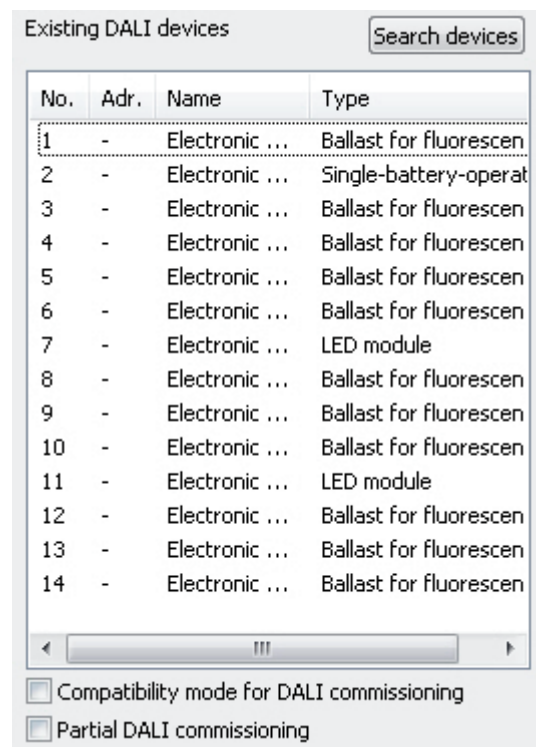 Existing DALI devices Search devices
No. Adr. Name Type
1 - Electronic ... Ballast for fluorescen
2 - Electronic ... Single-battery-operat
3 - Electronic ... Ballast for fluorescen
4 - Electronic ... Ballast for fluorescen
5 - Electronic ... Ballast for fluorescen
6 - Electronic ... Ballast for fluorescen
7 - Electronic ... LED module
8 - Electronic ... Ballast for fluorescen
9 - Electronic ... Ballast for fluorescen
10 - Electronic ... Ballast for fluorescen
11 - Electronic ... LED module
12 - Electronic ... Ballast for fluorescen
13 - Electronic ... Ballast for fluorescen
14 - Electronic ... Ballast for fluorescen
Compatibility mode for DALI commissioning
Partial DALI commissioning